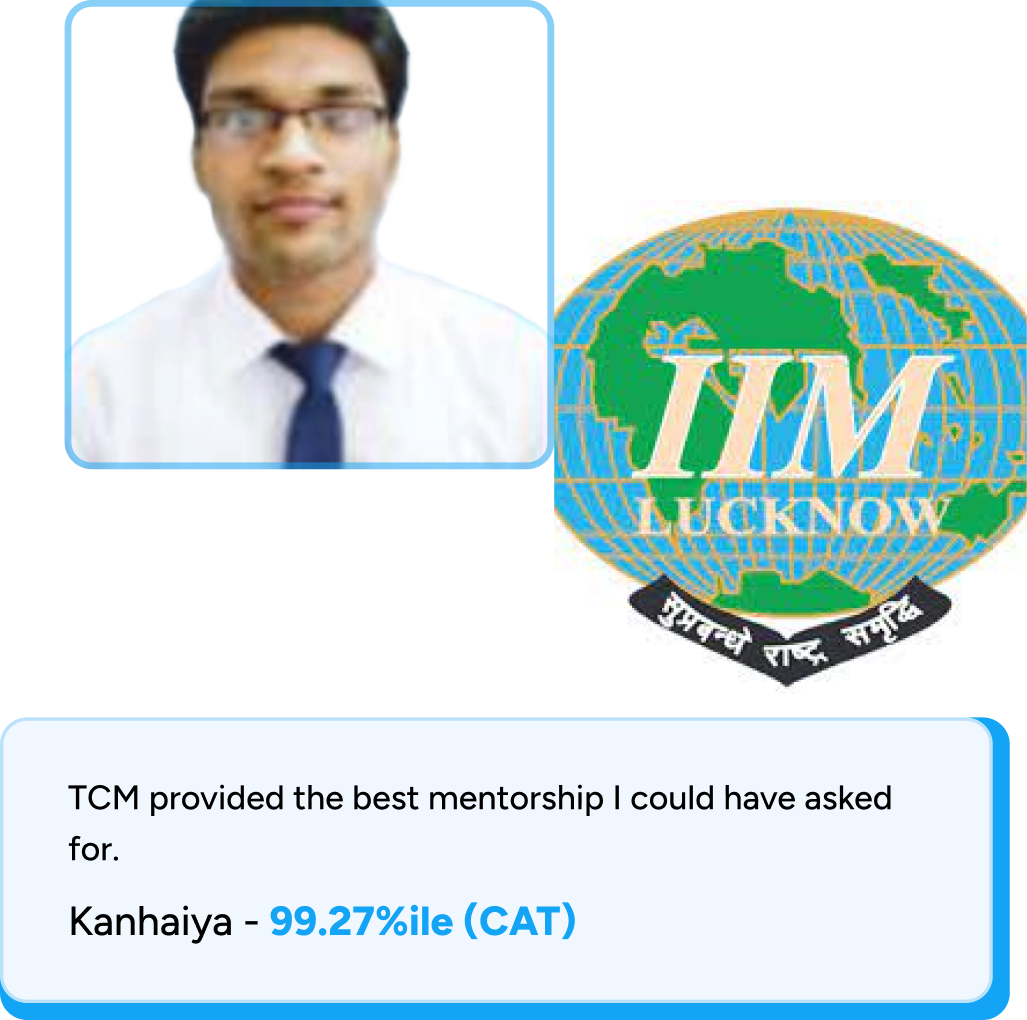 IIM
LUCKNOW
सुप्रबन्धे राष्ट्र समृद्धि
TCM provided the best mentorship I could have asked
for.
Kanhaiya - 99.27%ile (CAT)